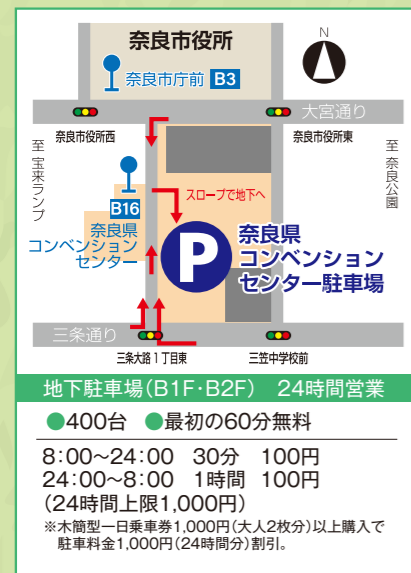 奈良市役所
N
奈良市庁前 B3
大宮通り
奈良市役所西
奈良市役所東
至 宝来ランプ
至 奈良公園
スロープで地下へ
B16
奈良県
コンベンション
センター
P
奈良県
コンベンション
センター駐車場
三条通り
三条大路1丁目東
三笠中学校前
地下駐車場(B1F・B2F) 24時間営業
●400台 ●最初の60分無料
8:00~24:00 30分 100円
24:00~8:00 1時間 100円
(24時間上限1,000円)
※木簡型一日乗車券1,000円(大人2枚分)以上購入で
駐車料金1,000円(24時間分)割引。